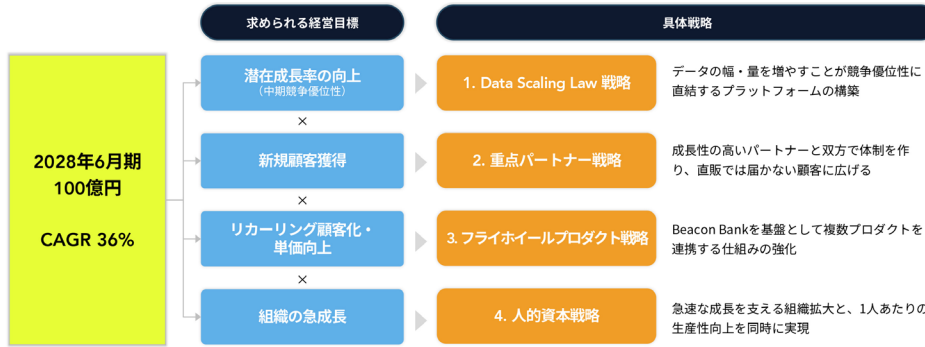 求められる経営目標
具体戦略
2028年6月期
100億円
CAGR 36%
潜在成長率の向上
（中期競争優位性）
1. Data Scaling Law 戦略
データの幅・量を増やすことが競争優位性に
直結するプラットフォームの構築
×
新規顧客獲得
2. 重点パートナー戦略
成長性の高いパートナーと双方で体制を作
り、直販では届かない顧客に広げる
×
リカーリング顧客化・
単価向上
3. フライホイールプロダクト戦略
Beacon Bankを基盤として複数プロダクトを
連携する仕組みの強化
×
組織の急成長
4. 人的資本戦略
急速な成長を支える組織拡大と、1人あたりの
生産性向上を同時に実現